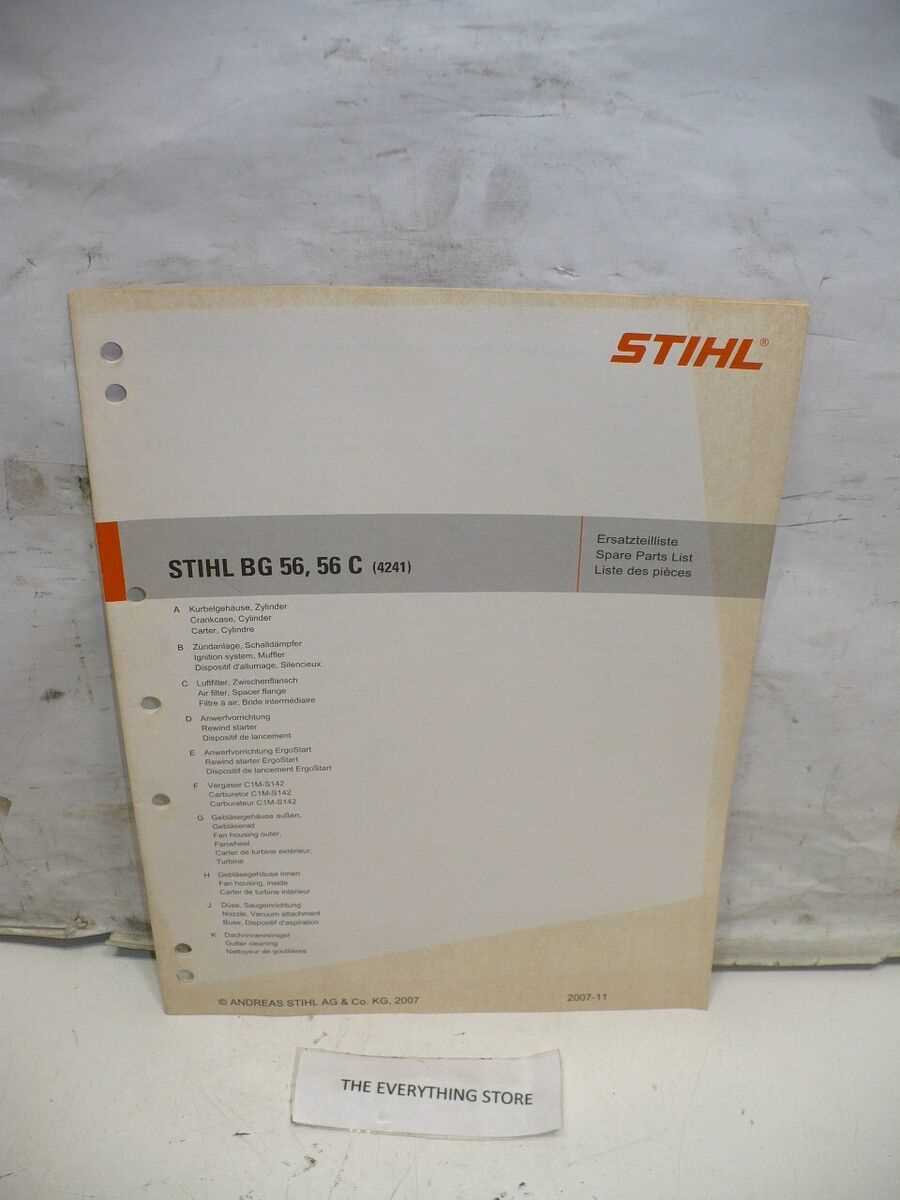 STIHL®
STIHL BG 56, 56 C (4241)
Ersatzteilliste
Spare Parts List
Liste des pièces
A Kurbelgehäuse, Zylinder
Crankcase, Cylinder
Carter, Cylindre
B Zündanlage, Schalldämpfer
Ignition system, Muffler
Dispositif d'allumage, Silencieux
C Luftfilter, Zwischenflansch
Air filter, Spacer flange
Filtre à air, Bride intermédiaire
D Anwerfvorrichtung
Rewind starter
Dispositif de lancement
E Anwerfvorrichtung ErgoStart
Rewind starter ErgoStart
Dispositif de lancement ErgoStart
F Vergaser C1M-S142
Carburetor C1M-S142
Carburateur C1M-S142
G Gebläsegehäuse außen,
Gebläserad
Fan housing outer,
Fanwheel
Carter de turbine extérieur,
Turbine
H Gebläsegehäuse innen
Fan housing, inside
Carter de turbine intérieur
J Düse, Saugeinrichtung
Nozzle, Vacuum attachment
Buse, Dispositif d'aspiration
K Dachrinnenreiniger
Gutter cleaning
Nettoyeur de gouttières
© ANDREAS STIHL AG & Co. KG, 2007
2007-11
THE EVERYTHING STORE